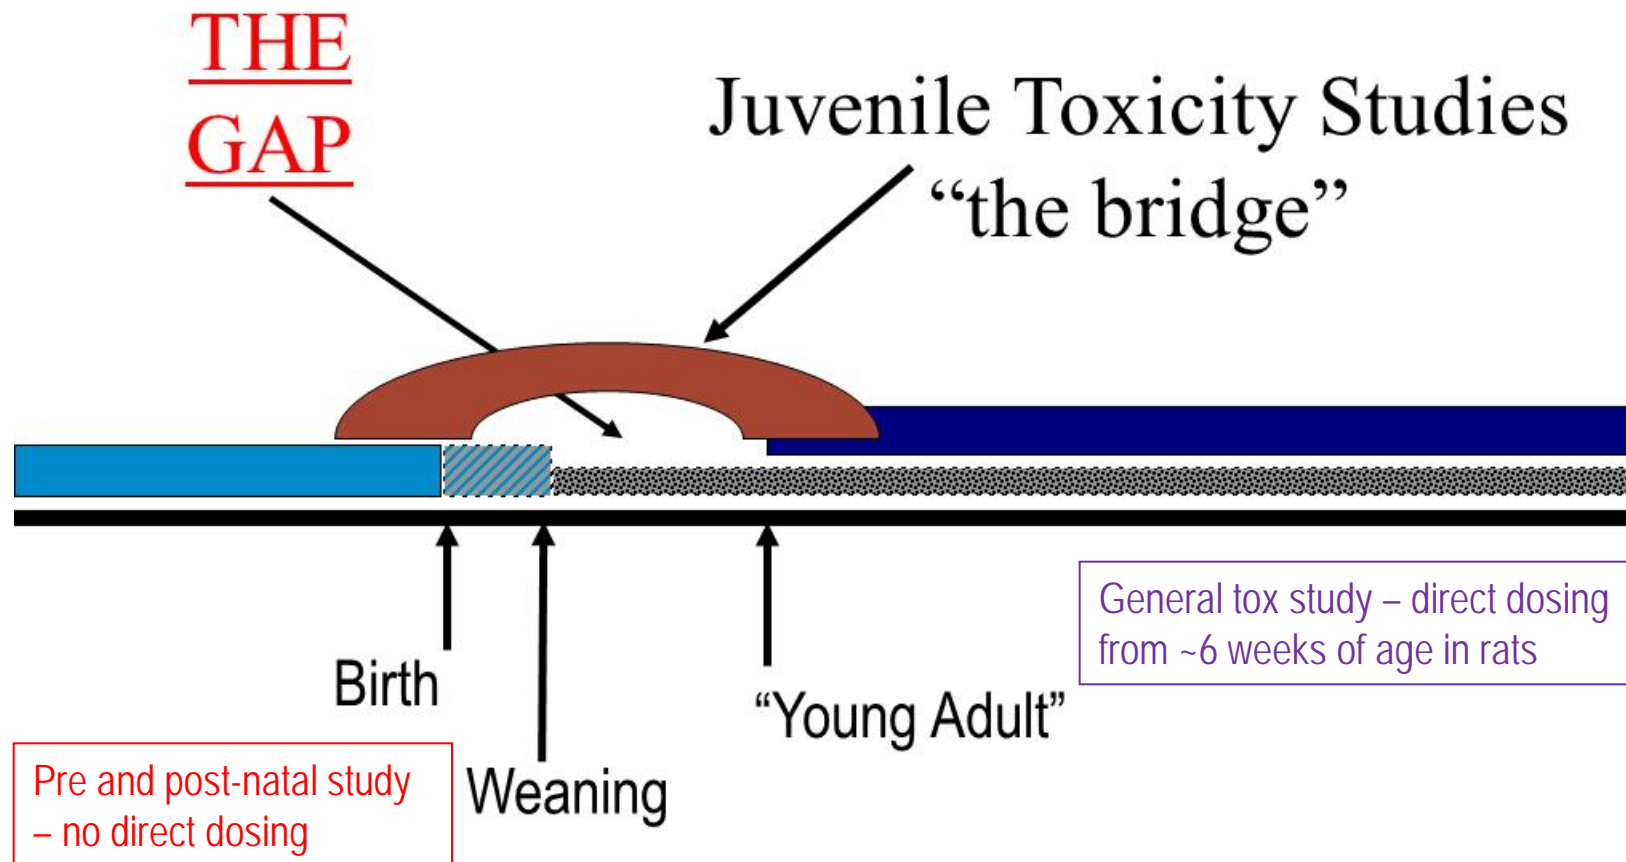 THE
GAP
Juvenile Toxicity Studies
“the bridge”
Birth
Weaning
“Young Adult”
General tox study – direct dosing
from ~6 weeks of age in rats
Pre and post-natal study
– no direct dosing